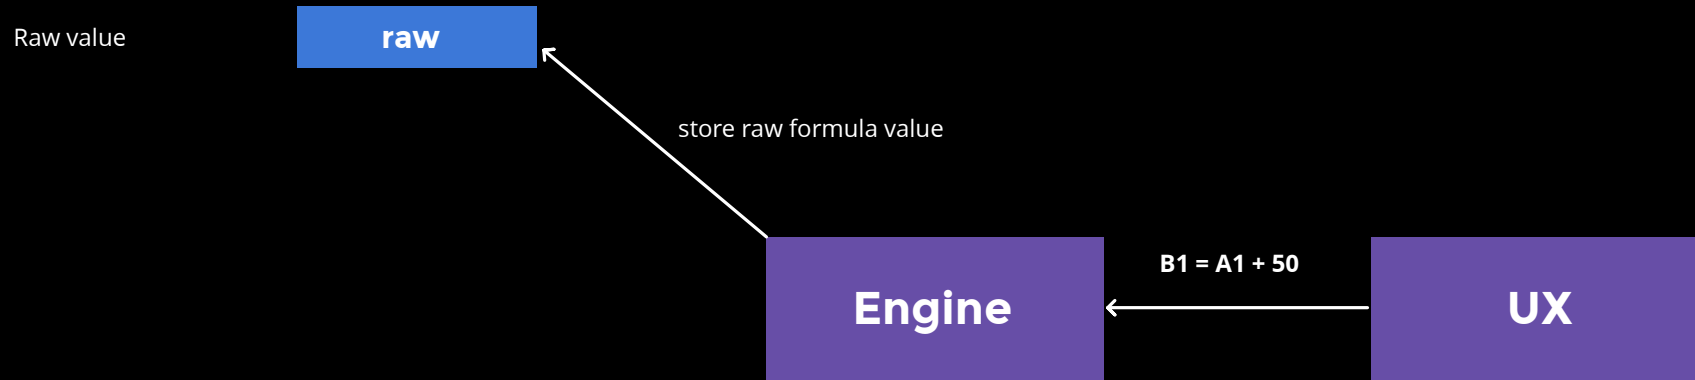 Raw value
raw
store raw formula value
B1 = A1 + 50
Engine
UX